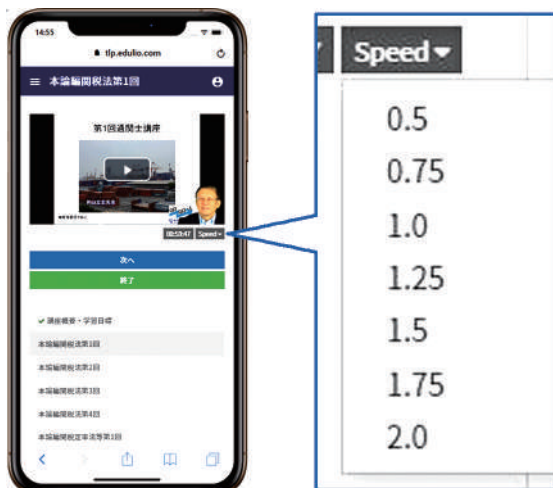 14:55
tlp.edulio.com
本論編関税法第1回
第1回通関士講座
00:53:47 Speed
次へ
終了
講座概要・学習目標
本論編関税法第1回
本論編関税法第2回
本論編関税法第3回
本論編関税法第4回
本論編関税定率法等第1回
Speed
0.5
0.75
1.0
1.25
1.5
1.75
2.0